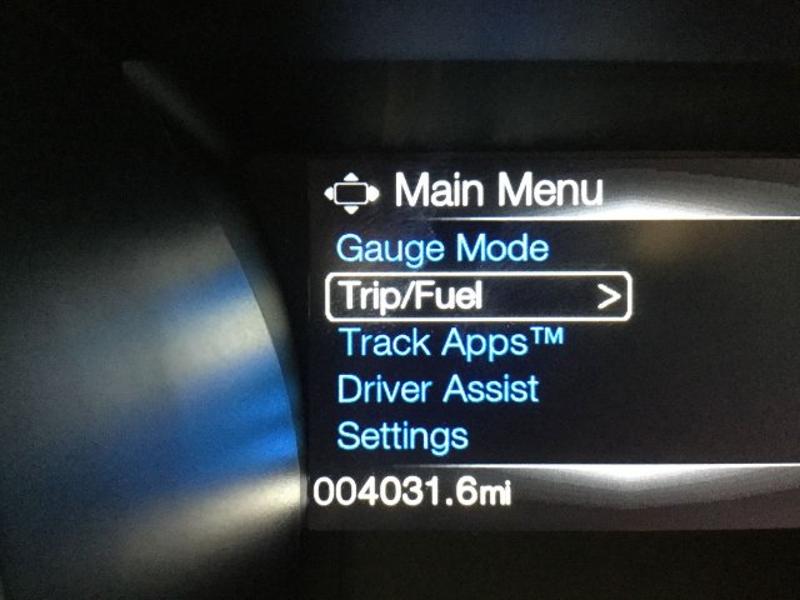 Main Menu
Gauge Mode
Trip/Fuel >
Track Apps™
Driver Assist
Settings
004031.6mi